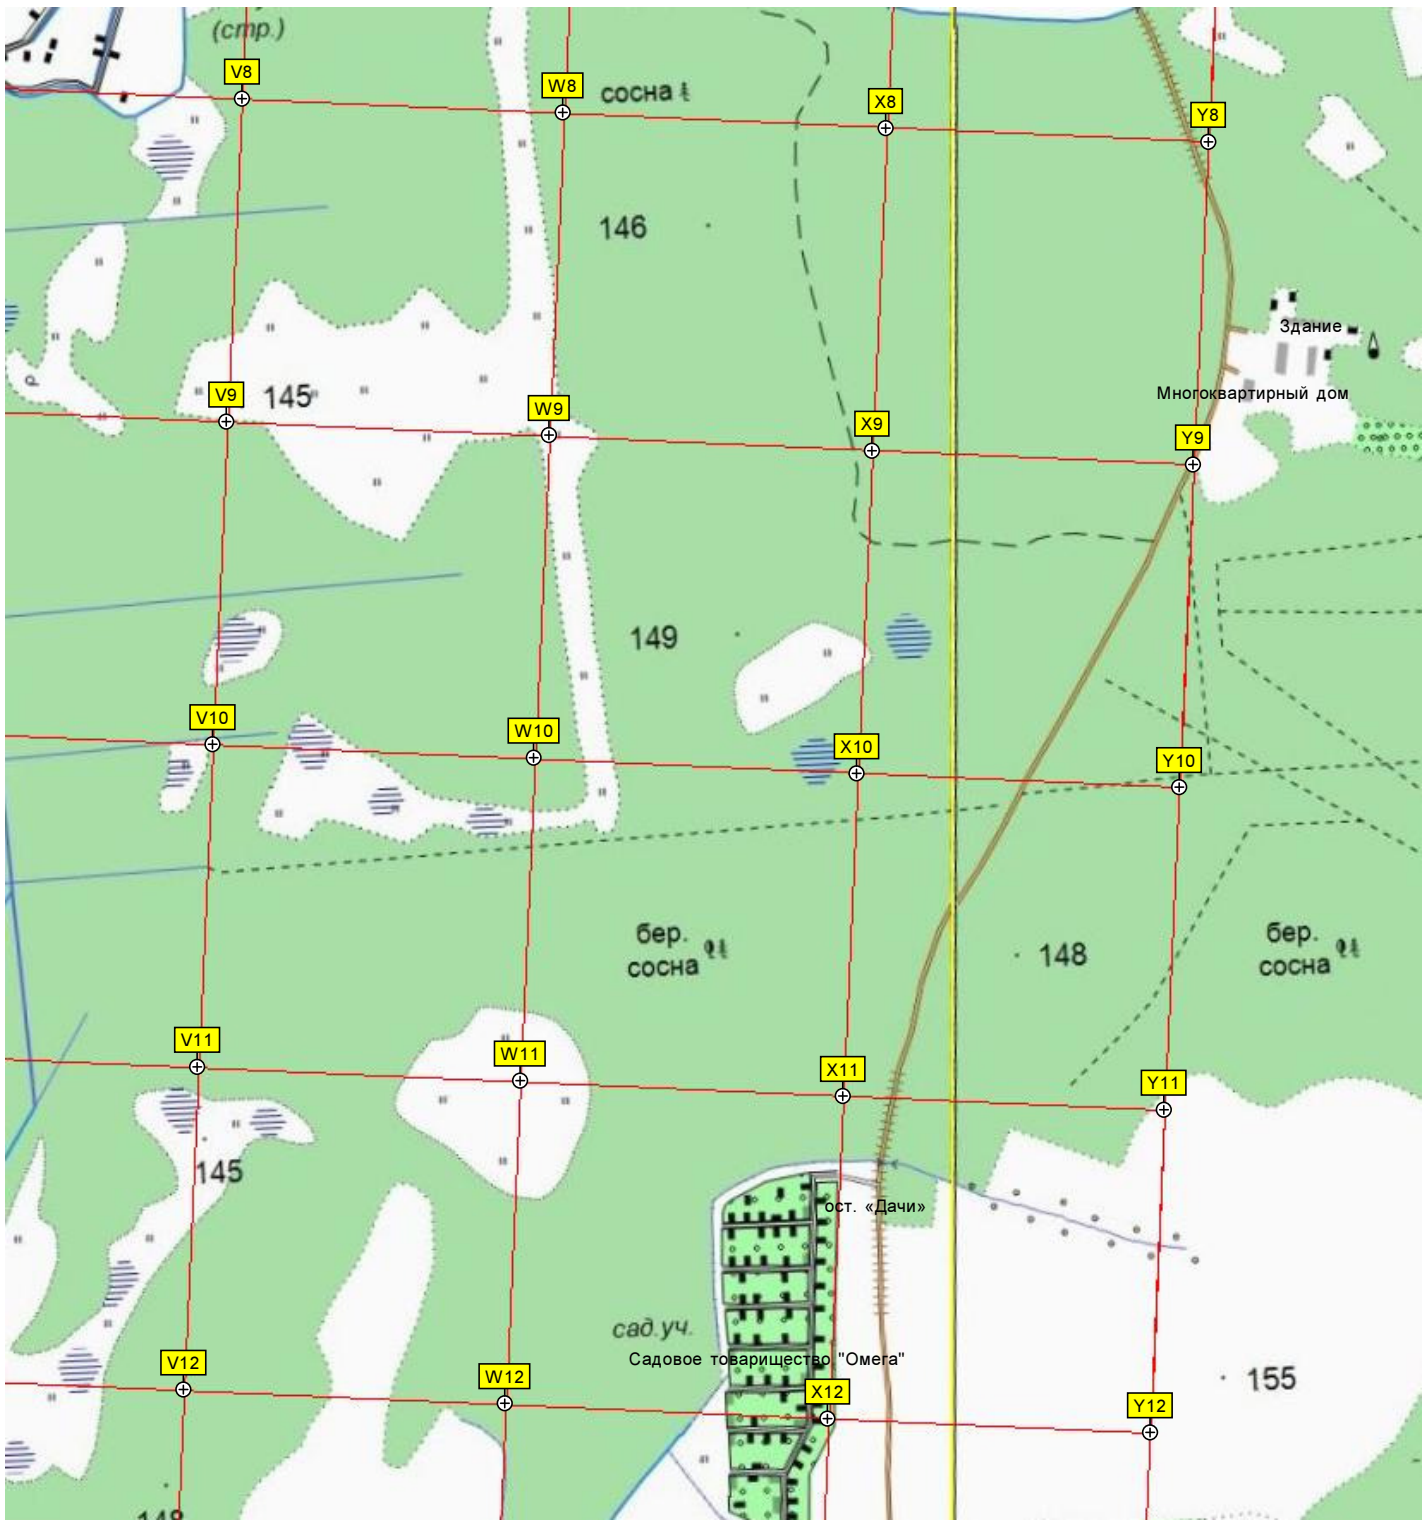 (стр.)
V8
W8
сосна
X8
Y8
146
Здание
V9
145
W9
Многоквартирный дом
X9
Y9
149
V10
W10
X10
Y10
бер.
сосна
148
бер.
сосна
V11
W11
X11
Y11
145
ост. «Дачи»
сад.уч.
Садовое товарищество "Омега"
V12
W12
X12
Y12
155